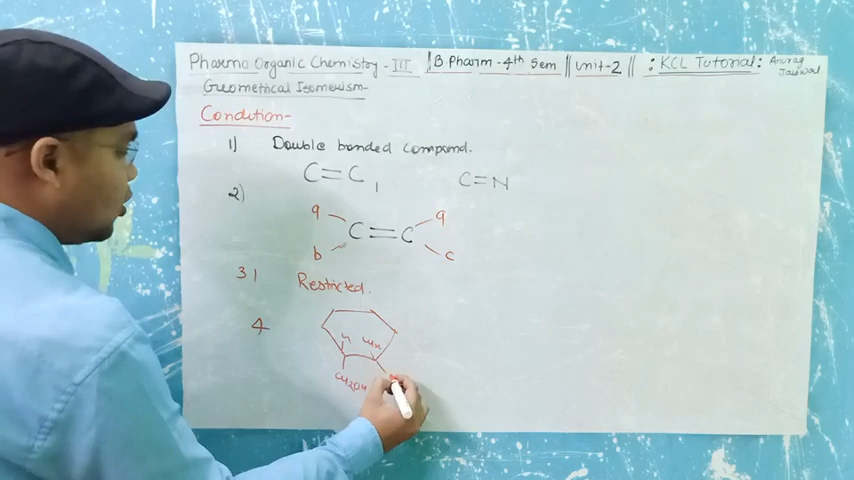 Pharma Organic Chemistry - III | B. Pharm - 4th Sem || Unit-2 || : KCL Tutorial : Anurag Jaiswal
Geometrical Isomerism-
Condition-
1) Double bonded compound.
C=C, C=N
2)
a a
C=C
b c
3) Restricted.
4
CH2OH